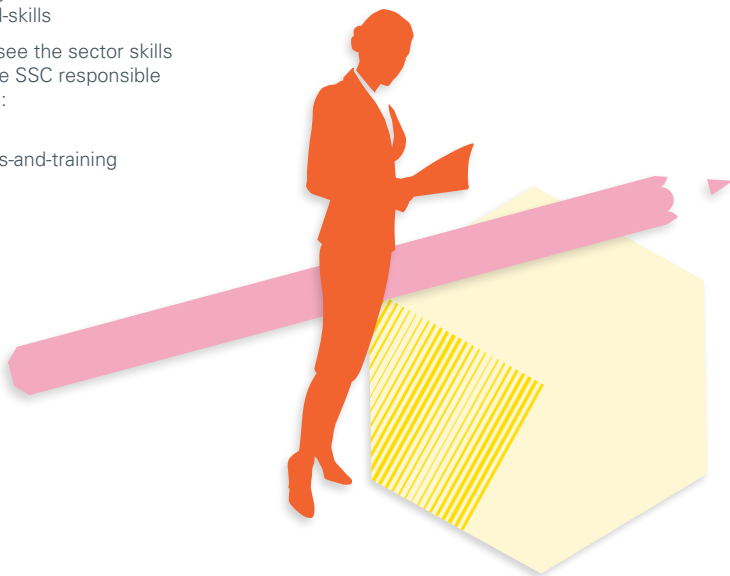 l-skills
see the sector skills
e SSC responsible
:
s-and-training